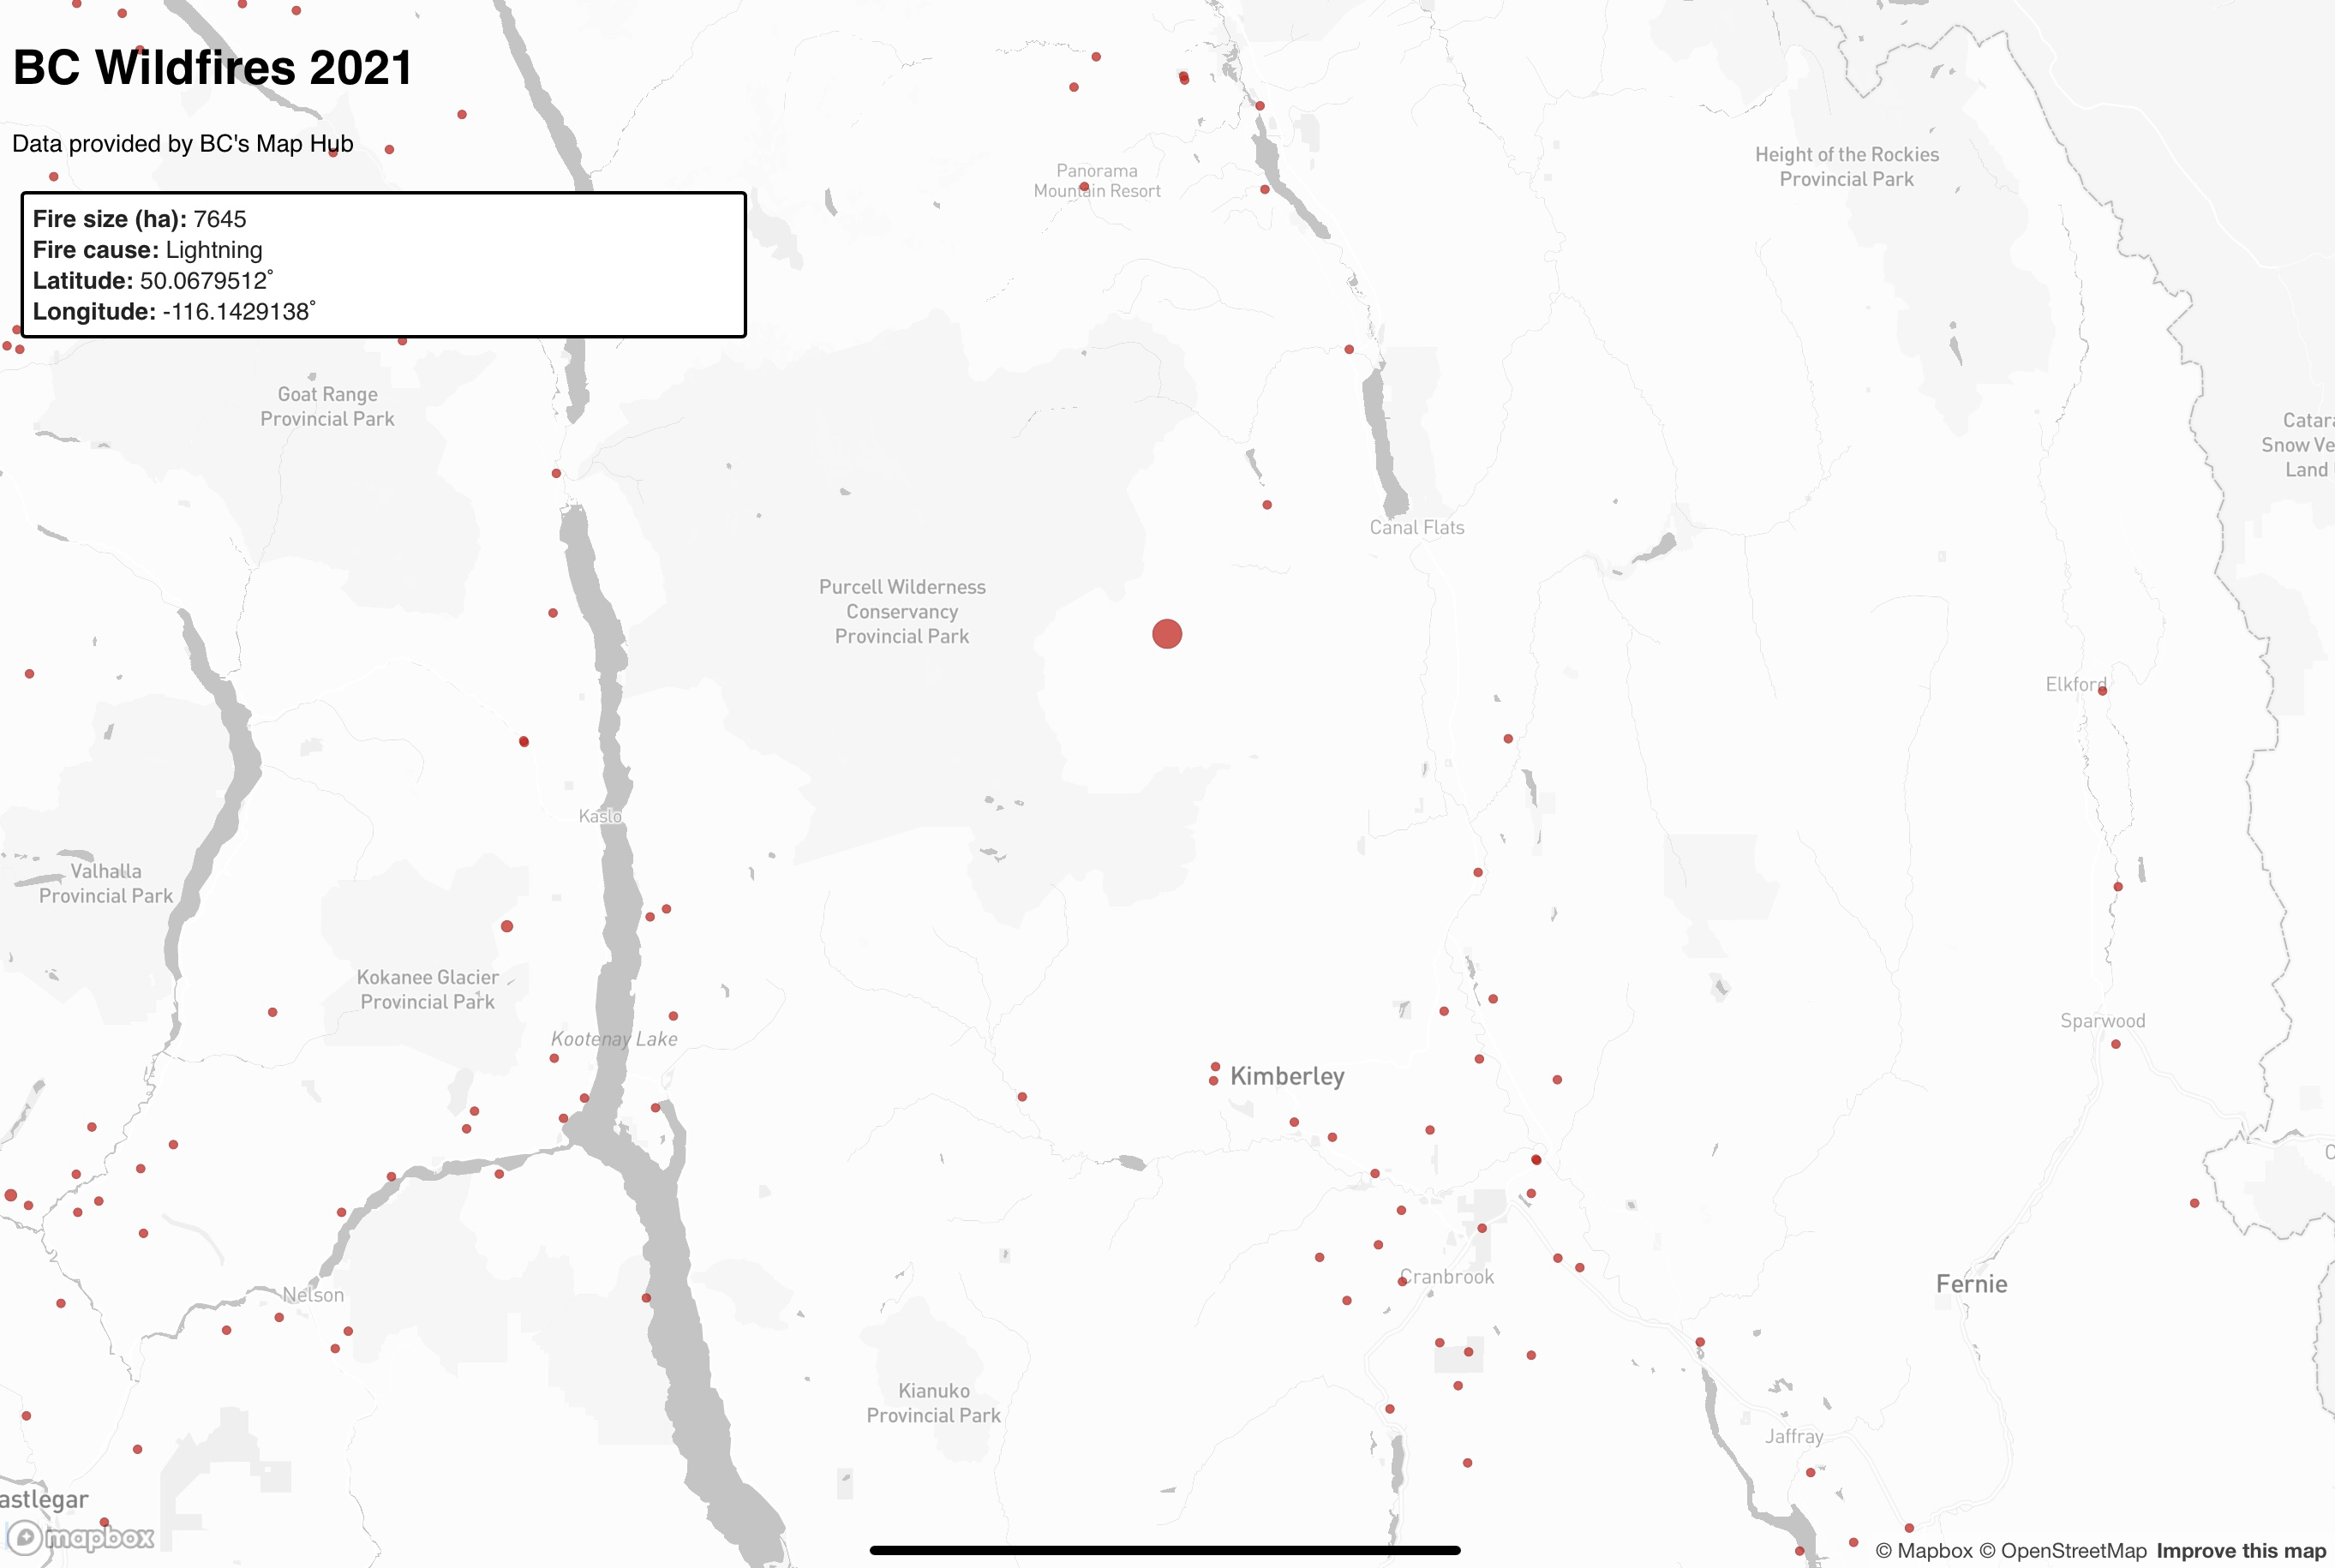 BC Wildfires 2021
Data provided by BC's Map Hub
Fire size (ha): 7645
Fire cause: Lightning
Latitude: 50.0679512°
Longitude: -116.1429138°
Panorama
Mountain Resort
Height of the Rockies
Provincial Park
Goat Range
Provincial Park
Catar
Snow Ve
Land
Canal Flats
Purcell Wilderness
Conservancy
Provincial Park
Elkford
Kaslo
Valhalla
Provincial Park
Kokanee Glacier
Provincial Park
Kootenay Lake
Sparwood
Kimberley
Cranbrook
Fernie
Nelson
Kianuko
Provincial Park
Jaffray
astlegar
mapbox
© Mapbox © OpenStreetMap Improve this map